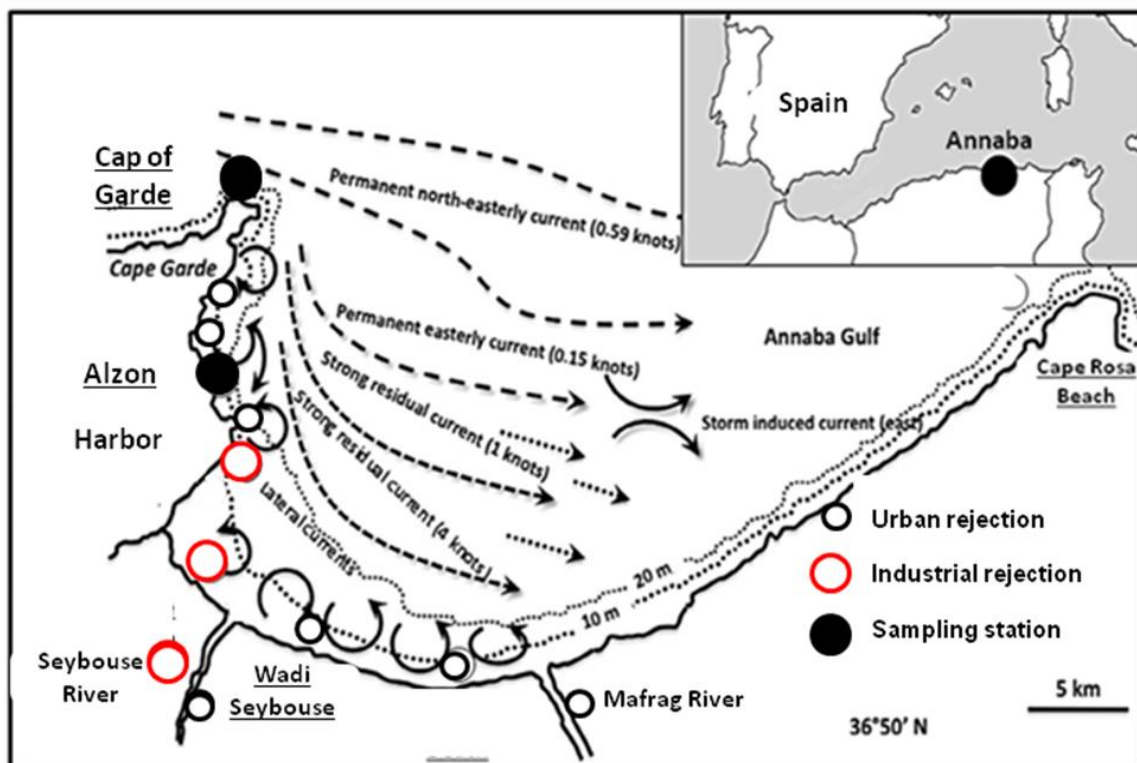 Spain
Annaba
Cap of
Garde
Permanent north-easterly current (0.59 knots)
Cape Garde
Permanent easterly current (0.15 knots)
Annaba Gulf
Alzon
Strong residual current (1 knots)
Cape Rosa
Beach
Storm induced current (east)
Harbor
Strong residual current (4 knots)
Lateral currents
Urban rejection
20 m
Industrial rejection
10 m
Sampling station
Seybouse
River
Wadi
Seybouse
Mafrag River
5 km
36°50' N